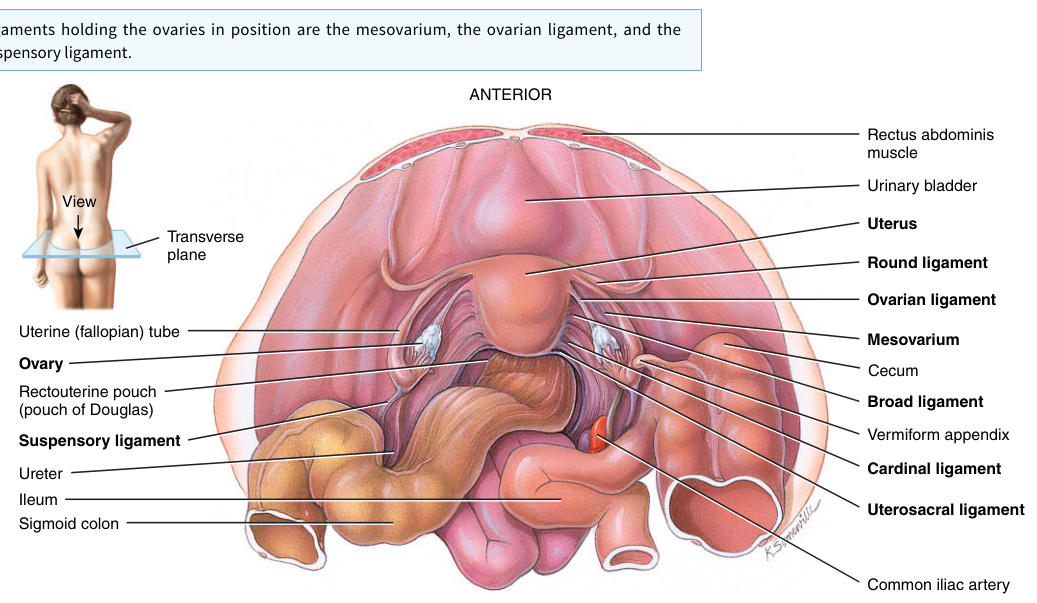 gaments holding the ovaries in position are the mesovarium, the ovarian ligament, and the
spensory ligament.
ANTERIOR
View
Transverse
plane
Rectus abdominis
muscle
Urinary bladder
Uterus
Round ligament
Ovarian ligament
Mesovarium
Cecum
Broad ligament
Vermiform appendix
Cardinal ligament
Uterosacral ligament
Common iliac artery
Uterine (fallopian) tube
Ovary
Rectouterine pouch
(pouch of Douglas)
Suspensory ligament
Ureter
Ileum
Sigmoid colon
K. Somerville